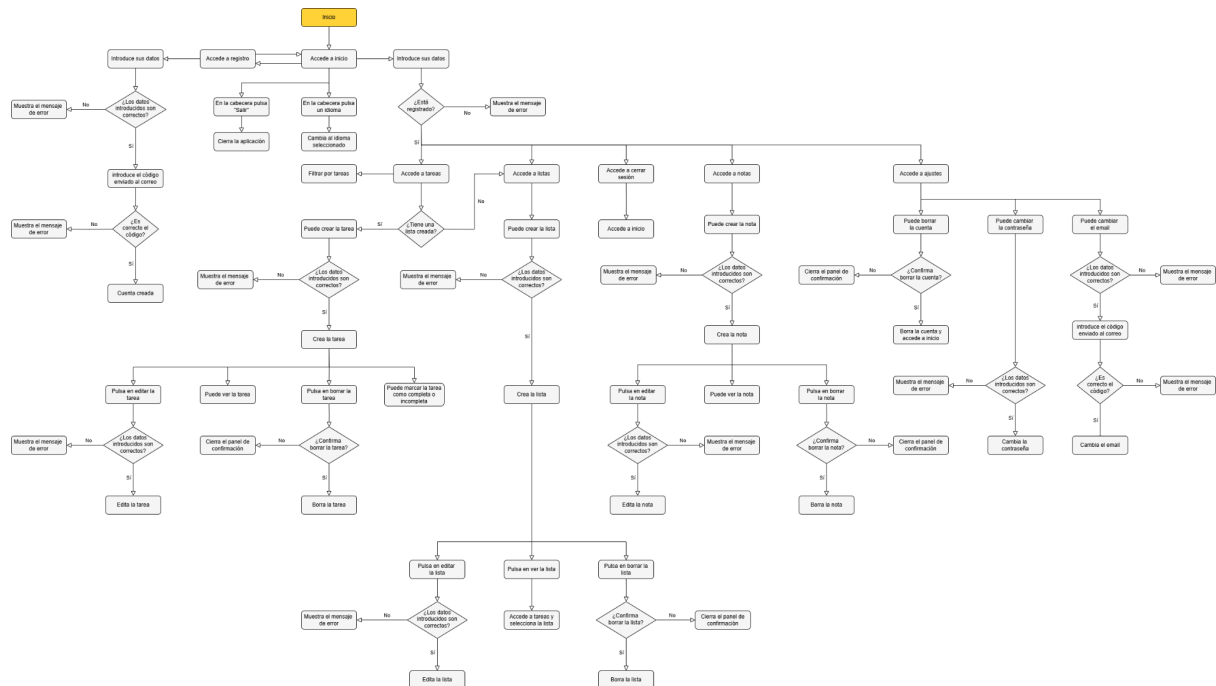 Inicio
Introduce sus datos
Accede a registro
Accede a inicio
Introduce sus datos
Muestra el mensaje
de error
No
¿Los datos
introducidos son
correctos?
En la cabecera pulsa
"Salir"
En la cabecera pulsa
un idioma
¿Está
registrado?
No
Muestra el mensaje
de error
Sí
Cierra la aplicación
Cambia al idioma
seleccionado
Sí
introduce el código
enviado al correo
Filtrar por tareas
Accede a tareas
No
Accede a listas
Accede a cerrar
sesión
Accede a notas
Accede a ajustes
Muestra el mensaje
de error
No
¿Es
correcto el
código?
Puede crear la tarea
Sí
¿Tiene una
lista creada?
Puede crear la lista
Accede a inicio
Puede crear la nota
Puede borrar
la cuenta
Puede cambiar
la contraseña
Puede cambiar
el email
Sí
Cuenta creada
Muestra el mensaje
de error
No
¿Los datos
introducidos son
correctos?
Muestra el mensaje
de error
No
¿Los datos
introducidos son
correctos?
Muestra el mensaje
de error
No
¿Los datos
introducidos son
correctos?
Cierra el panel de
confirmación
No
¿Confirma
borrar la cuenta?
¿Los datos
introducidos son
correctos?
No
Muestra el mensaje
de error
Sí
Sí
Sí
Sí
Sí
Crea la tarea
Crea la nota
Borra la cuenta y
accede a inicio
introduce el código
enviado al correo
Pulsa en editar la
tarea
Puede ver la tarea
Pulsa en borrar la
tarea
Puede marcar la tarea
como completa o
incompleta
Crea la lista
Pulsa en editar
la nota
Puede ver la nota
Pulsa en borrar
la nota
Muestra el mensaje
de error
No
¿Los datos
introducidos son
correctos?
¿Es
correcto el
código?
No
Muestra el mensaje
de error
Muestra el mensaje
de error
No
¿Los datos
introducidos son
correctos?
Cierra el panel de
confirmación
No
¿Confirma
borrar la tarea?
¿Los datos
introducidos son
correctos?
No
Muestra el mensaje
de error
¿Confirma
borrar la nota?
No
Cierra el panel de
confirmación
Sí
Cambia la
contraseña
Sí
Cambia el email
Sí
Sí
Sí
Sí
Edita la tarea
Borra la tarea
Edita la nota
Borra la nota
Pulsa en editar
la lista
Pulsa en ver la lista
Pulsa en borrar la
lista
Muestra el mensaje
de error
No
¿Los datos
introducidos son
correctos?
Accede a tareas y
selecciona la lista
¿Confirma
borrar la lista?
No
Cierra el panel de
confirmación
Sí
Sí
Edita la lista
Borra la lista